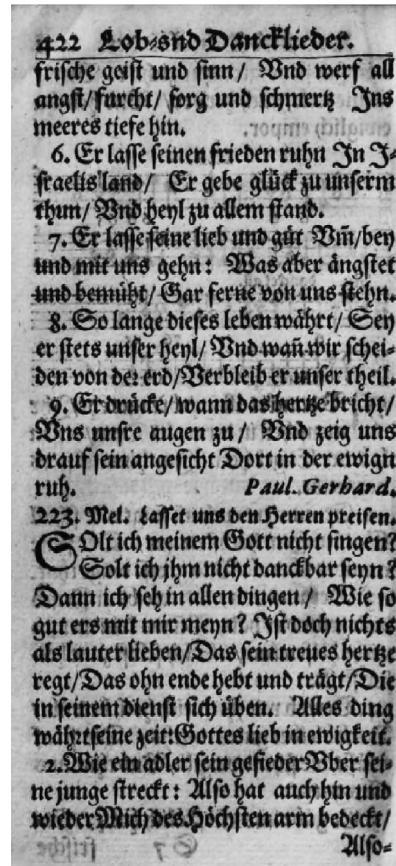 422 Lob-und Dancklieder.
frische geist und sinn/ Vnd werf all
angst/furcht/ sorg und schmertz Ins
meeres tiefe hin.
6. Er lasse seinen frieden ruhn In J-
sraelis land/ Er gebe glück zu unserm
thun/ Vnd heyl zu allem stand.
7. Er lasse seine lieb und güt Vm̃/bey
und mit uns gehn: Was aber ängstet
und bemüht/ Gar ferne von uns stehn.
8. So lange dieses leben währt/ Sey
er stets unser heyl/ Vnd wañ wir schei-
den von der erd/Verbleib er unser theil.
9. Er drücke/wann das hertze bricht/
Vns unsre augen zu/ Vnd zeig uns
drauf sein angesicht Dort in der ewign
ruh. Paul. Gerhard.
223. Mel. Lasset uns den Herren preisen.
SOlt ich meinem Gott nicht singen?
Solt ich jhm nicht danckbar seyn?
Dann ich seh in allen dingen/ Wie so
gut ers mit mir meyn? Ist doch nichts
als lauter lieben/Das sein treues hertze
regt/Das ohn ende hebt und trägt/Die
in seinem dienst sich üben. Alles ding
währt seine zeit: Gottes lieb in ewigkeit.
2. Wie ein adler sein gefieder Vber sei-
ne junge streckt: Also hat auch hin und
wieder Mich des Höchsten arm bedeckt/
Also-